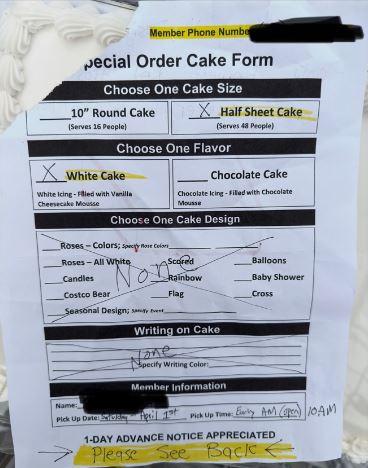 Member Phone Numbe
pecial Order Cake Form
Choose One Cake Size
10" Round Cake X Half Sheet Cake
(Serves 16 People) (Serves 48 People)
Choose One Flavor
X White Cake Chocolate Cake
White Icing - Filled with Vanilla Cheesecake Mousse
Chocolate Icing - Filled with Chocolate Mousse
Choose One Cake Design
Roses - Colors; Specify Rose Colors
Roses - All White Scored Balloons
Candles Rainbow Baby Shower
Costco Bear Flag Cross
Seasonal Design; Specify Event
None
Writing on Cake
None
Specify Writing Color:
Member Information
Name:
Pick Up Date: Saturday - April 1st Pick Up Time: Early AM (open) 10AM
1-DAY ADVANCE NOTICE APPRECIATED
Please See Back